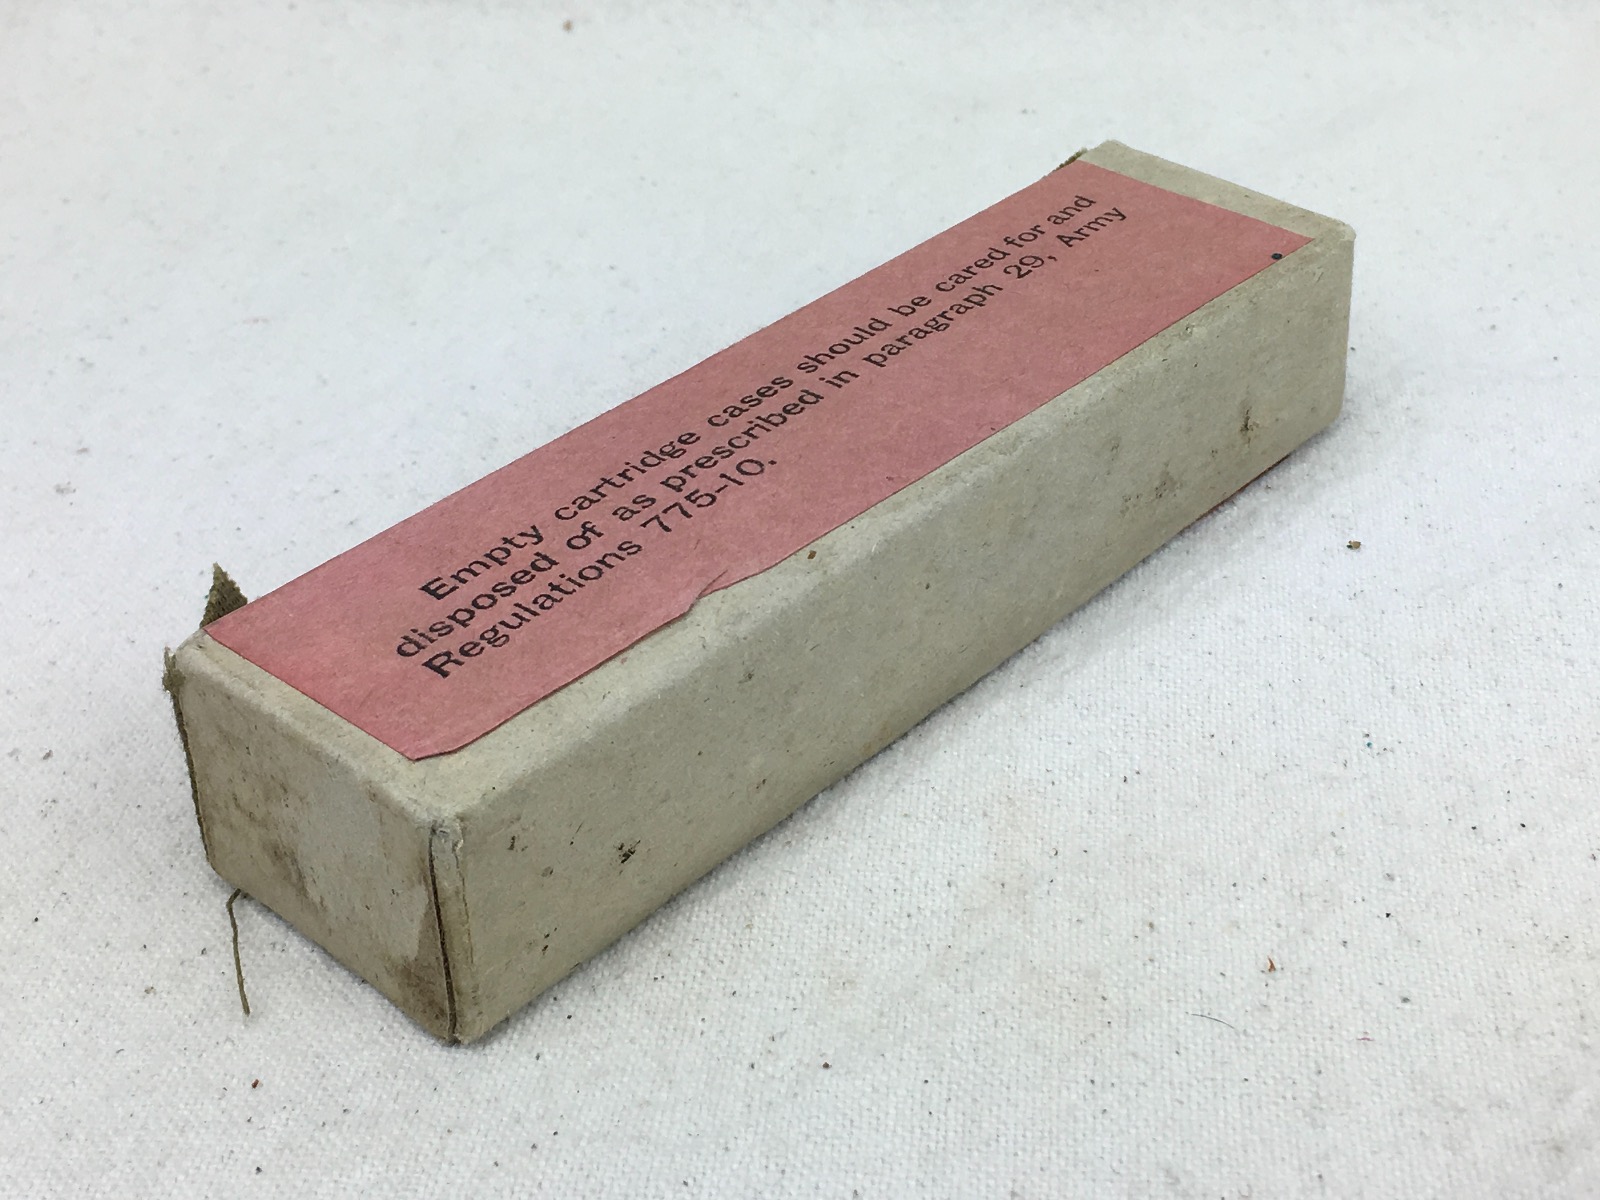 Empty cartridge cases should be cared for and
disposed of as prescribed in paragraph 29, Army
Regulations 775-10.